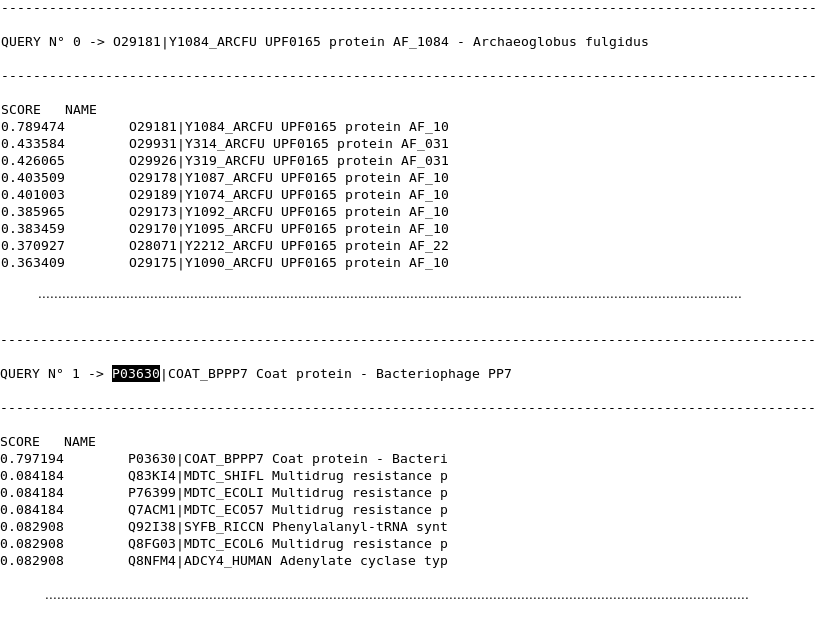 QUERY N° 0 -> O29181|Y1084_ARCFU UPF0165 protein AF_1084 - Archaeoglobus fulgidus
SCORE NAME
0.789474 O29181|Y1084_ARCFU UPF0165 protein AF_10
0.433584 O29931|Y314_ARCFU UPF0165 protein AF_031
0.426065 O29926|Y319_ARCFU UPF0165 protein AF_031
0.403509 O29178|Y1087_ARCFU UPF0165 protein AF_10
0.401003 O29189|Y1074_ARCFU UPF0165 protein AF_10
0.385965 O29173|Y1092_ARCFU UPF0165 protein AF_10
0.383459 O29170|Y1095_ARCFU UPF0165 protein AF_10
0.370927 O28071|Y2212_ARCFU UPF0165 protein AF_22
0.363409 O29175|Y1090_ARCFU UPF0165 protein AF_10
QUERY N° 1 -> P03630|COAT_BPPP7 Coat protein - Bacteriophage PP7
SCORE NAME
0.797194 P03630|COAT_BPPP7 Coat protein - Bacteri
0.084184 Q83KI4|MDTC_SHIFL Multidrug resistance p
0.084184 P76399|MDTC_ECOLI Multidrug resistance p
0.084184 Q7ACM1|MDTC_ECO57 Multidrug resistance p
0.082908 Q92I38|SYFB_RICCN Phenylalanyl-tRNA synt
0.082908 Q8FG03|MDTC_ECOL6 Multidrug resistance p
0.082908 Q8NFM4|ADCY4_HUMAN Adenylate cyclase typ